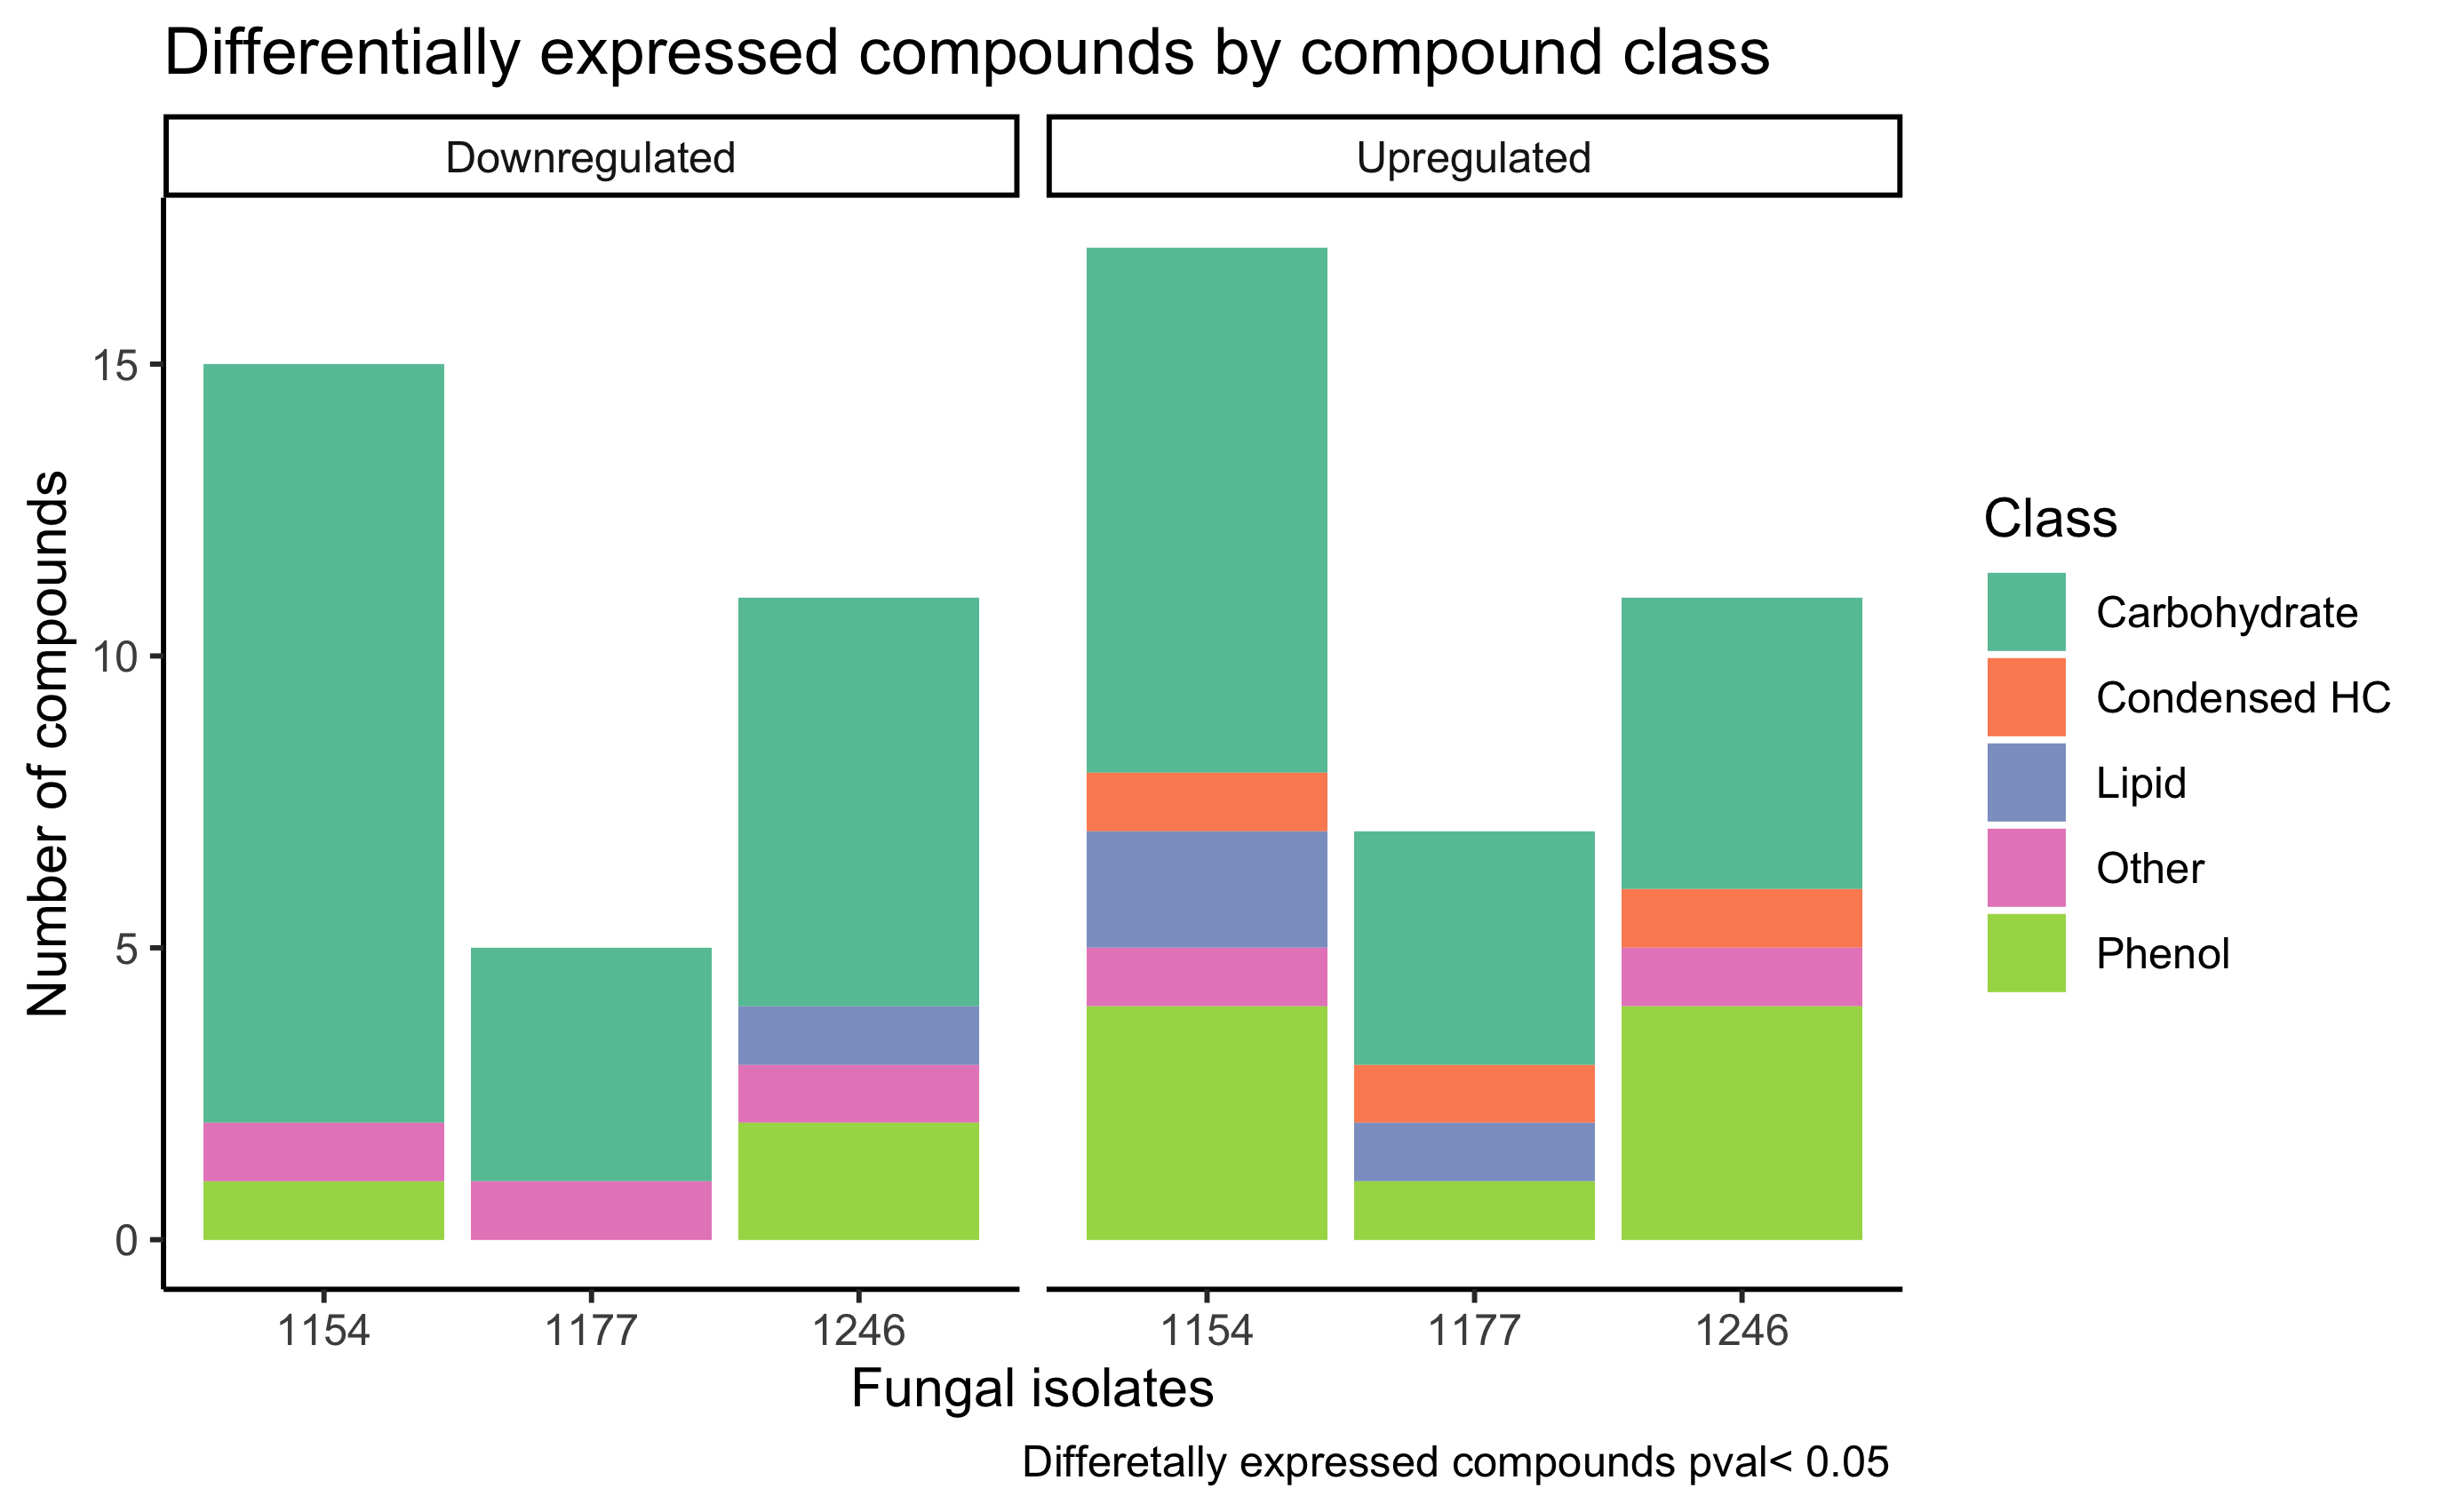 Differentially expressed compounds by compound class
Downregulated
Upregulated
Number of compounds
15
10
5
0
1154
1177
1246
1154
1177
1246
Fungal isolates
Class
Carbohydrate
Condensed HC
Lipid
Other
Phenol
Differetally expressed compounds pval< 0.05